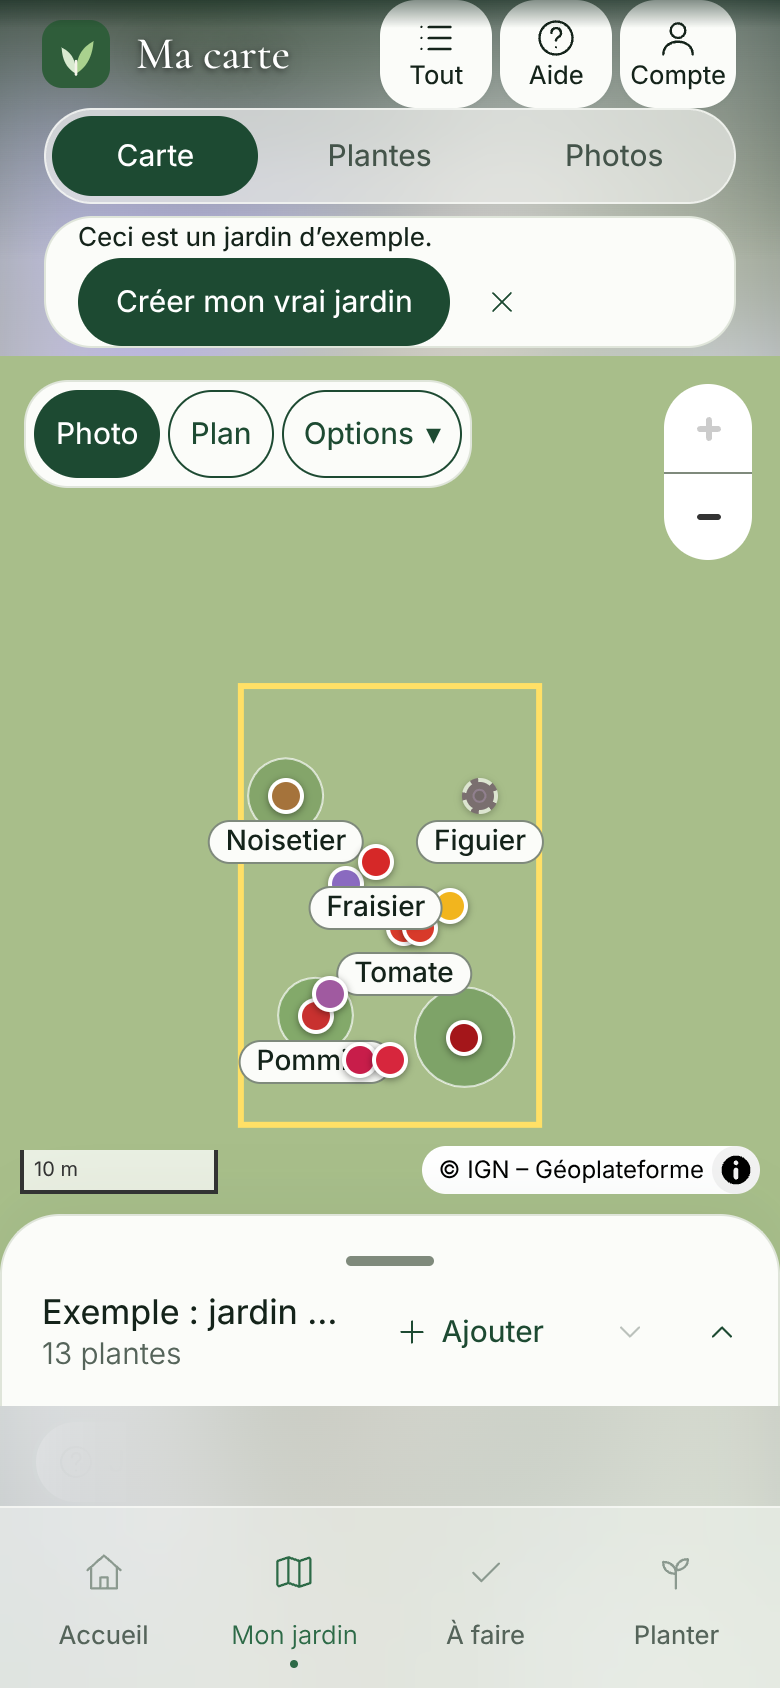 Ma carte
Tout
Aide
Compte
Carte
Plantes
Photos
Ceci est un jardin d’exemple.
Créer mon vrai jardin
Photo
Plan
Options ▾
Noisetier
Figuier
Fraisier
Tomate
Pomm
10 m
© IGN – Géoplateforme
Exemple : jardin ...
Ajouter
13 plantes
Accueil
Mon jardin
À faire
Planter